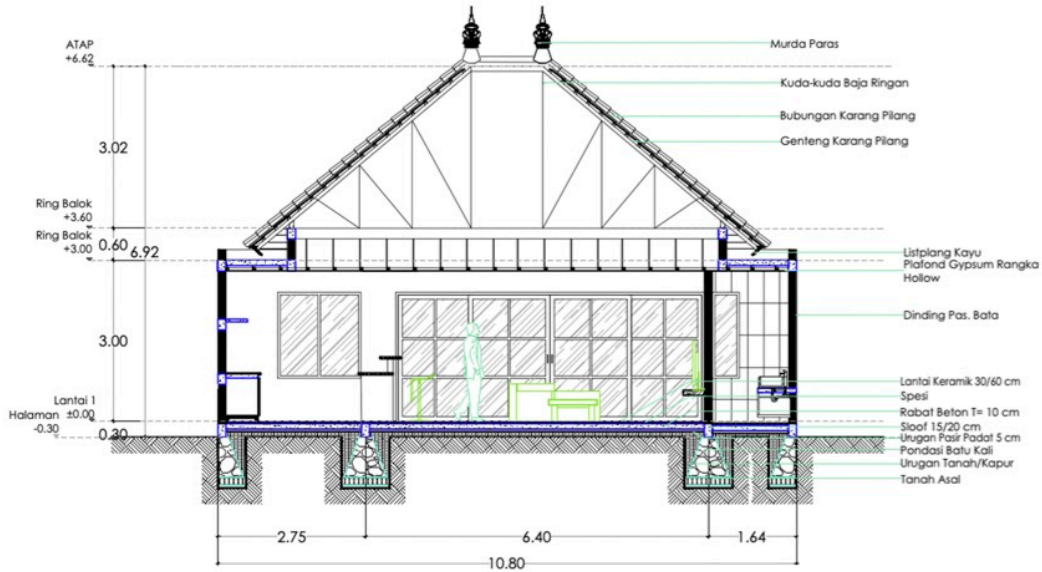 ATAP
+6.62
3.02
Ring Balok
+3.60
Ring Balok
+3.00
0.60
6.92
3.00
Lantai 1
±0.00
Halaman
-0.30
0.30
Murda Paras
Kuda-kuda Baja Ringan
Bubungan Karang Pilang
Genteng Karang Pilang
Listplang Kayu
Plafond Gypsum Rangka
Hollow
Dinding Pas. Bata
Lantai Keramik 30/60 cm
Spesi
Rabat Beton T= 10 cm
Sloof 15/20 cm
Urugan Pasir Padat 5 cm
Pondasi Batu Kali
Urugan Tanah/Kapur
Tanah Asal
2.75
6.40
1.64
10.80